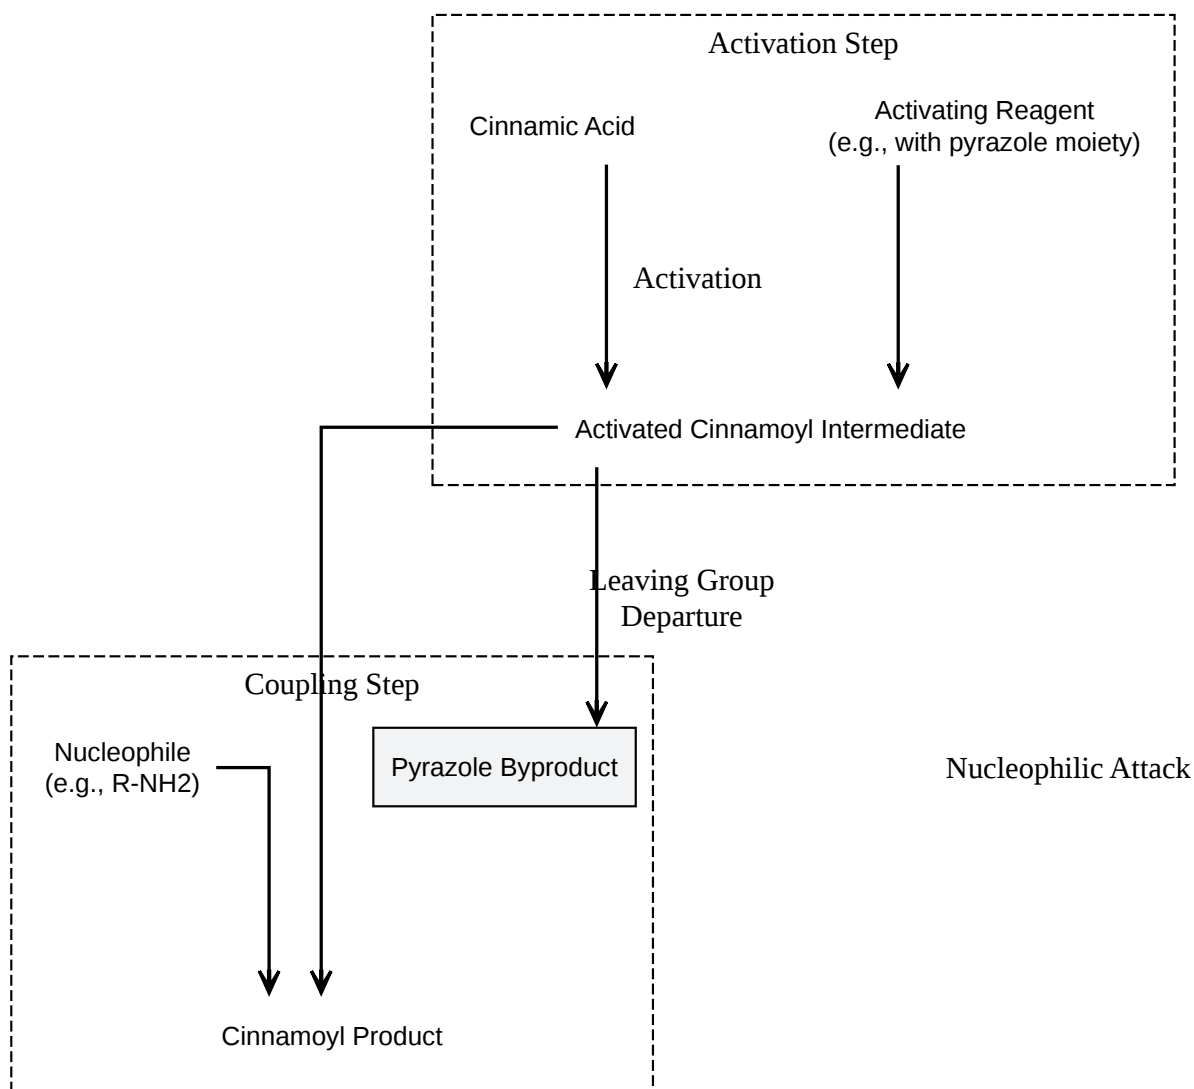 Activation Step
Cinnamic Acid
Activating Reagent
(e.g., with pyrazole moiety)
Activation
Activated Cinnamoyl Intermediate
Leaving Group
Departure
Coupling Step
Nucleophile
(e.g., R-NH2)
Pyrazole Byproduct
Nucleophilic Attack
Cinnamoyl Product